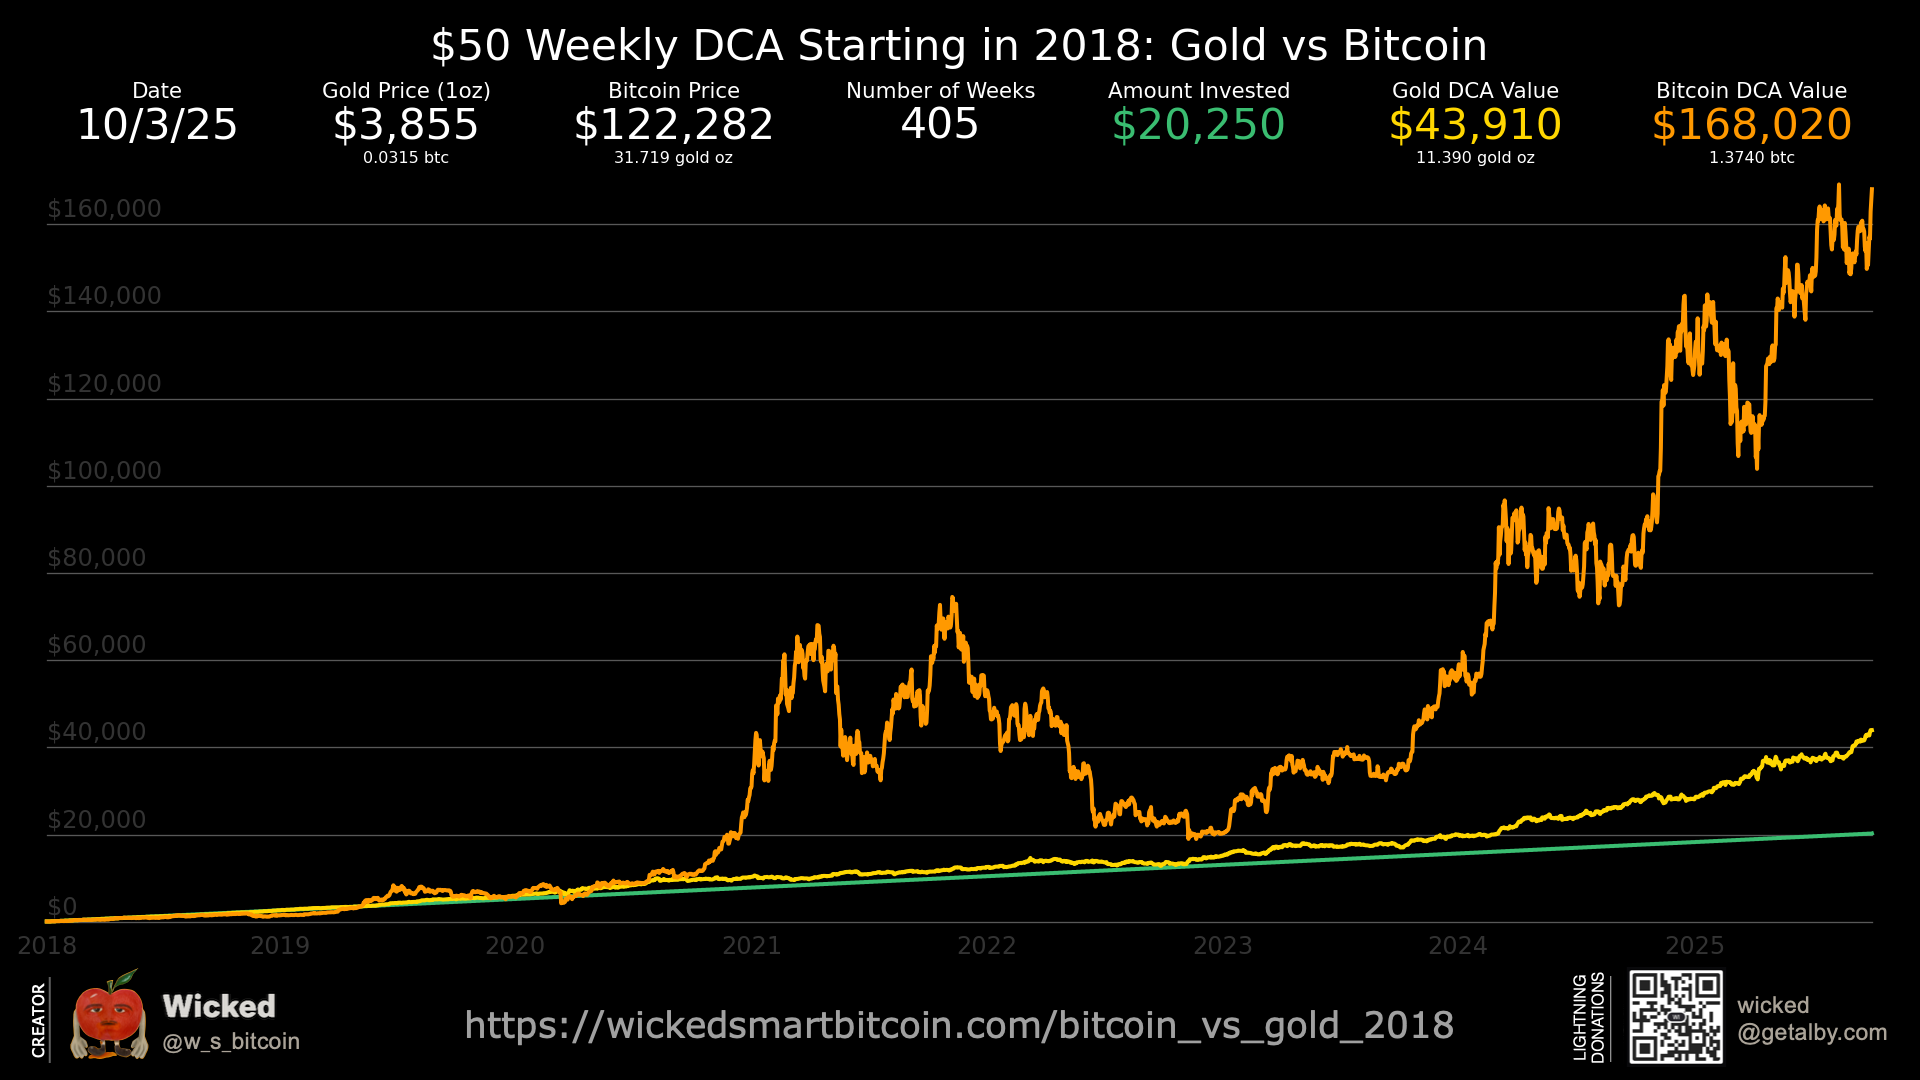 $50 Weekly DCA Starting in 2018: Gold vs Bitcoin
Date
10/3/25
Gold Price (1oz)
$3,855
0.0315 btc
Bitcoin Price
$122,282
31.719 gold oz
Number of Weeks
405
Amount Invested
$20,250
Gold DCA Value
$43,910
11.390 gold oz
Bitcoin DCA Value
$168,020
1.3740 btc
$160,000
$140,000
$120,000
$100,000
$80,000
$60,000
$40,000
$20,000
$0
2018 2019 2020 2021 2022 2023 2024 2025
CREATOR
Wicked
@w_s_bitcoin
https://wickedsmartbitcoin.com/bitcoin_vs_gold_2018
LIGHTNING
DONATIONS
wicked
@getalby.com